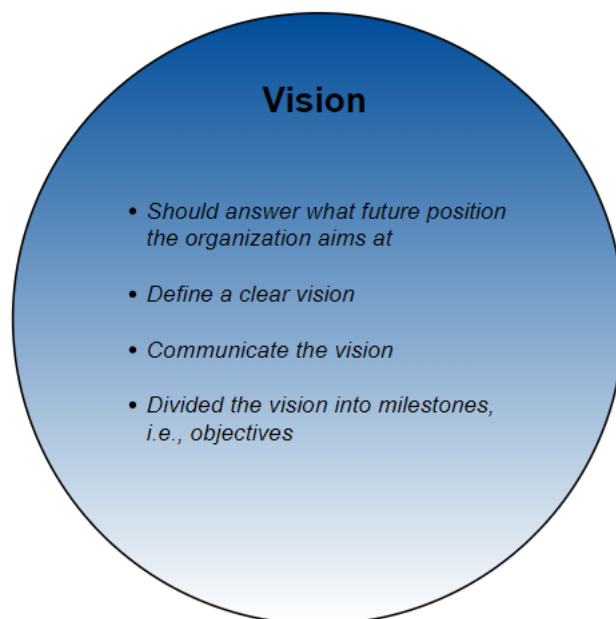 Vision
• Should answer what future position
the organization aims at
• Define a clear vision
• Communicate the vision
• Divided the vision into milestones,
i.e., objectives